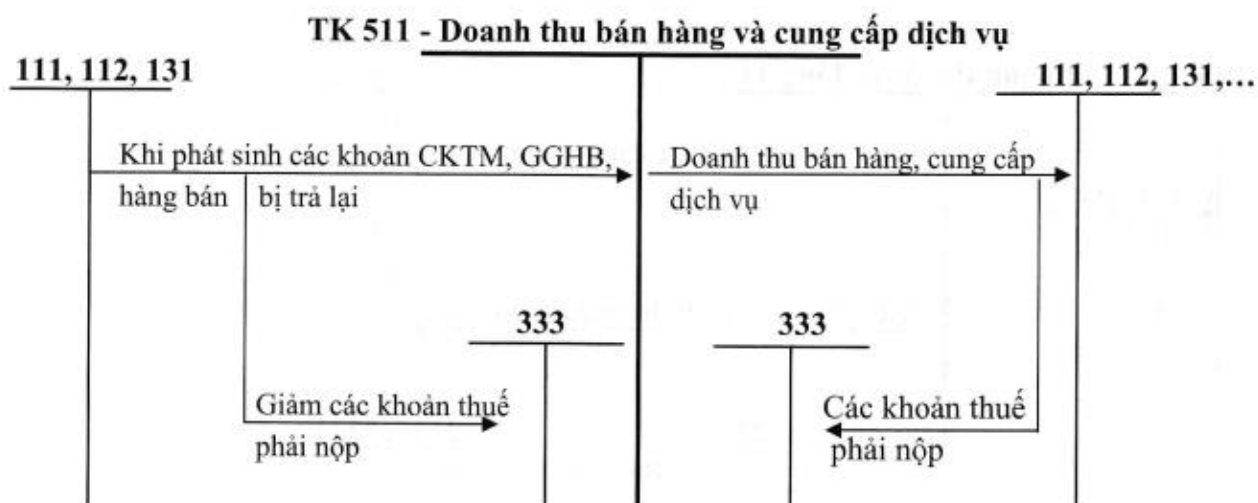 TK 511 - Doanh thu bán hàng và cung cấp dịch vụ
111, 112, 131
111, 112, 131,...
Khi phát sinh các khoản CKTM, GGHB,
hàng bán bị trả lại
Doanh thu bán hàng, cung cấp
dịch vụ
333
333
Giảm các khoản thuế
phải nộp
Các khoản thuế
phải nộp